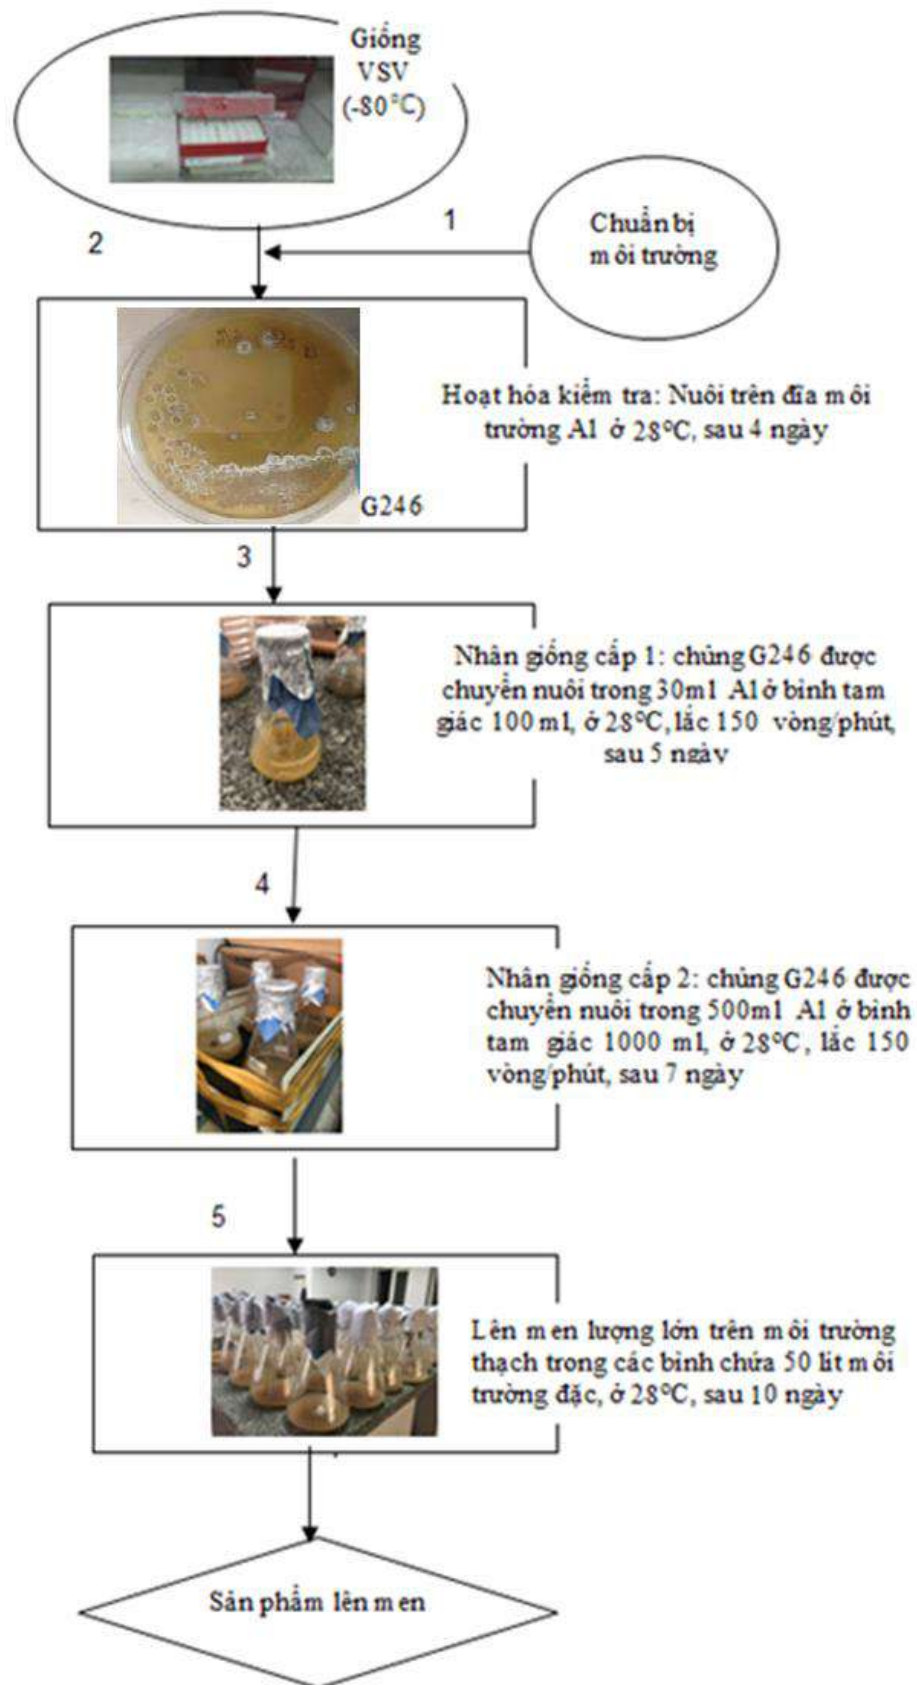 Giống
VSV
(-80°C)
1
2
Chuẩn bị
môi trường
Hoạt hóa kiểm tra: Nuôi trên đĩa môi
trường A1 ở 28°C, sau 4 ngày
G246
3
Nhân giống cấp 1: chủng G246 được
chuyển nuôi trong 30ml A1 ở bình tam
giác 100 ml, ở 28°C, lắc 150 vòng/phút,
sau 5 ngày
4
Nhân giống cấp 2: chủng G246 được
chuyển nuôi trong 500ml A1 ở bình
tam giác 1000 ml, ở 28°C, lắc 150
vòng/phút, sau 7 ngày
5
Lên men lượng lớn trên môi trường
thạch trong các bình chứa 50 lit môi
trường đặc, ở 28°C, sau 10 ngày
Sản phẩm lên men